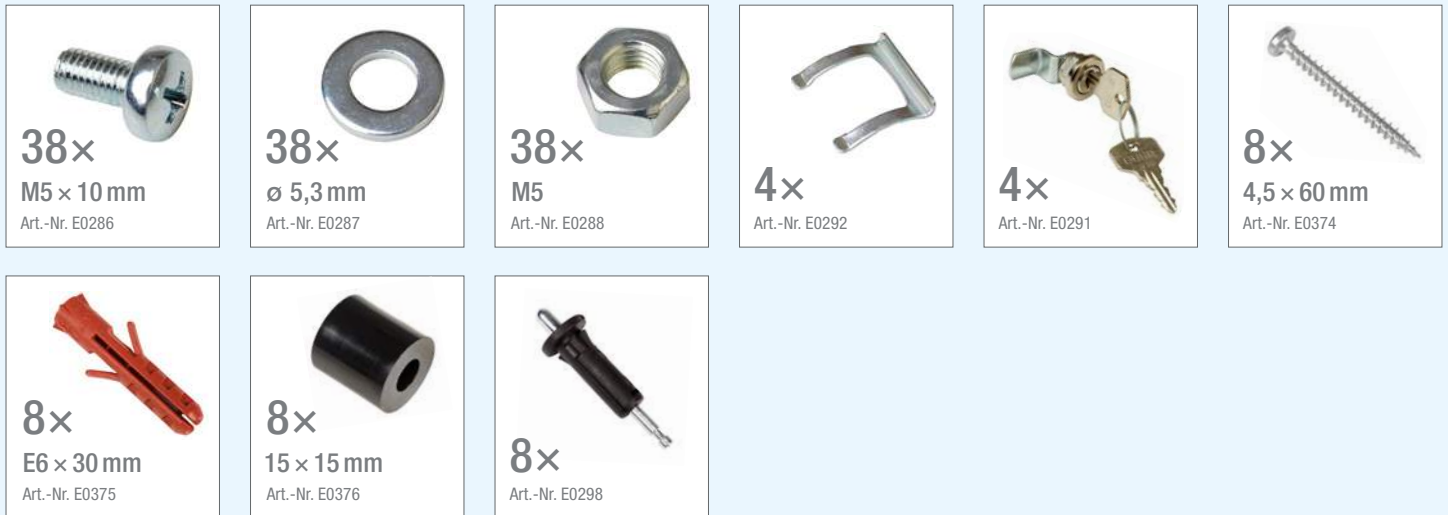 38×
M5 × 10 mm
Art.-Nr. E0286
38×
ø 5,3 mm
Art.-Nr. E0287
38×
M5
Art.-Nr. E0288
4×
Art.-Nr. E0292
4×
Art.-Nr. E0291
8×
4,5 × 60 mm
Art.-Nr. E0374
8×
E6 × 30 mm
Art.-Nr. E0375
8×
15 × 15 mm
Art.-Nr. E0376
8×
Art.-Nr. E0298